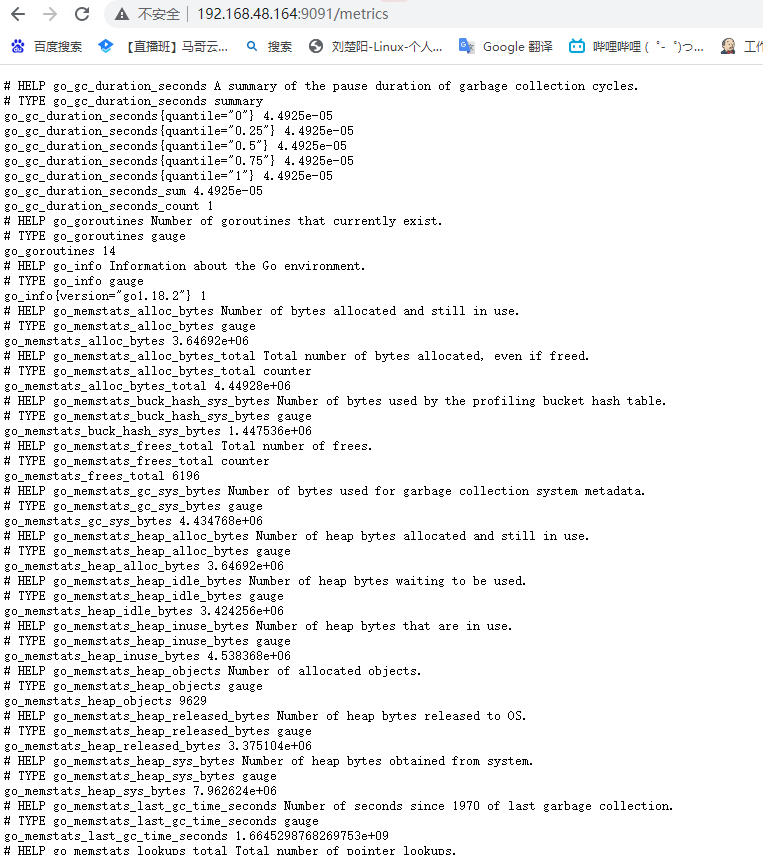 不安全 192.168.48.164:9091/metrics
百度搜索 【直播班】马哥云... 搜索 刘楚阳-Linux-个人... Google 翻译 哔哩哔哩 ( ゜- ゜)つ... 工作
# HELP go_gc_duration_seconds A summary of the pause duration of garbage collection cycles.
# TYPE go_gc_duration_seconds summary
go_gc_duration_seconds{quantile="0"} 4.4925e-05
go_gc_duration_seconds{quantile="0.25"} 4.4925e-05
go_gc_duration_seconds{quantile="0.5"} 4.4925e-05
go_gc_duration_seconds{quantile="0.75"} 4.4925e-05
go_gc_duration_seconds{quantile="1"} 4.4925e-05
go_gc_duration_seconds_sum 4.4925e-05
go_gc_duration_seconds_count 1
# HELP go_goroutines Number of goroutines that currently exist.
# TYPE go_goroutines gauge
go_goroutines 14
# HELP go_info Information about the Go environment.
# TYPE go_info gauge
go_info{version="go1.18.2"} 1
# HELP go_memstats_alloc_bytes Number of bytes allocated and still in use.
# TYPE go_memstats_alloc_bytes gauge
go_memstats_alloc_bytes 3.64692e+06
# HELP go_memstats_alloc_bytes_total Total number of bytes allocated, even if freed.
# TYPE go_memstats_alloc_bytes_total counter
go_memstats_alloc_bytes_total 4.44928e+06
# HELP go_memstats_buck_hash_sys_bytes Number of bytes used by the profiling bucket hash table.
# TYPE go_memstats_buck_hash_sys_bytes gauge
go_memstats_buck_hash_sys_bytes 1.447536e+06
# HELP go_memstats_frees_total Total number of frees.
# TYPE go_memstats_frees_total counter
go_memstats_frees_total 6196
# HELP go_memstats_gc_sys_bytes Number of bytes used for garbage collection system metadata.
# TYPE go_memstats_gc_sys_bytes gauge
go_memstats_gc_sys_bytes 4.434768e+06
# HELP go_memstats_heap_alloc_bytes Number of heap bytes allocated and still in use.
# TYPE go_memstats_heap_alloc_bytes gauge
go_memstats_heap_alloc_bytes 3.64692e+06
# HELP go_memstats_heap_idle_bytes Number of heap bytes waiting to be used.
# TYPE go_memstats_heap_idle_bytes gauge
go_memstats_heap_idle_bytes 3.424256e+06
# HELP go_memstats_heap_inuse_bytes Number of heap bytes that are in use.
# TYPE go_memstats_heap_inuse_bytes gauge
go_memstats_heap_inuse_bytes 4.538368e+06
# HELP go_memstats_heap_objects Number of allocated objects.
# TYPE go_memstats_heap_objects gauge
go_memstats_heap_objects 9629
# HELP go_memstats_heap_released_bytes Number of heap bytes released to OS.
# TYPE go_memstats_heap_released_bytes gauge
go_memstats_heap_released_bytes 3.375104e+06
# HELP go_memstats_heap_sys_bytes Number of heap bytes obtained from system.
# TYPE go_memstats_heap_sys_bytes gauge
go_memstats_heap_sys_bytes 7.962624e+06
# HELP go_memstats_last_gc_time_seconds Number of seconds since 1970 of last garbage collection.
# TYPE go_memstats_last_gc_time_seconds gauge
go_memstats_last_gc_time_seconds 1.6645298768269753e+09
# HELP go_memstats_lookups_total Total number of pointer lookups.